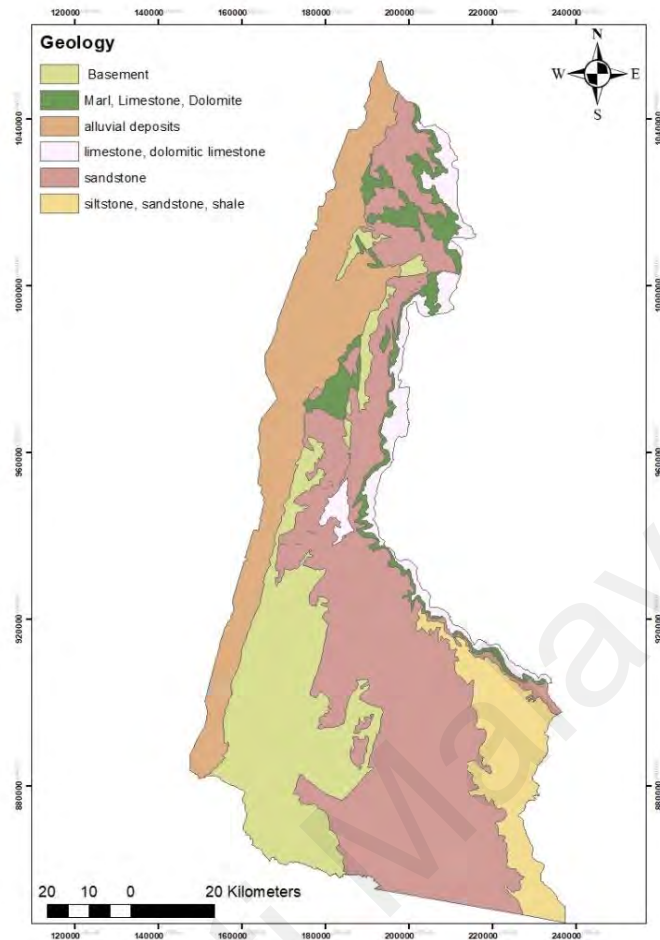 120000 140000 160000 180000 200000 220000 240000
Geology
Basement
Marl, Limestone, Dolomite
alluvial deposits
limestone, dolomitic limestone
sandstone
siltstone, sandstone, shale
N
W E
S
1040000 1040000
1000000 1000000
960000 960000
920000 920000
880000 880000
20 10 0 20 Kilometers
120000 140000 160000 180000 200000 220000 240000